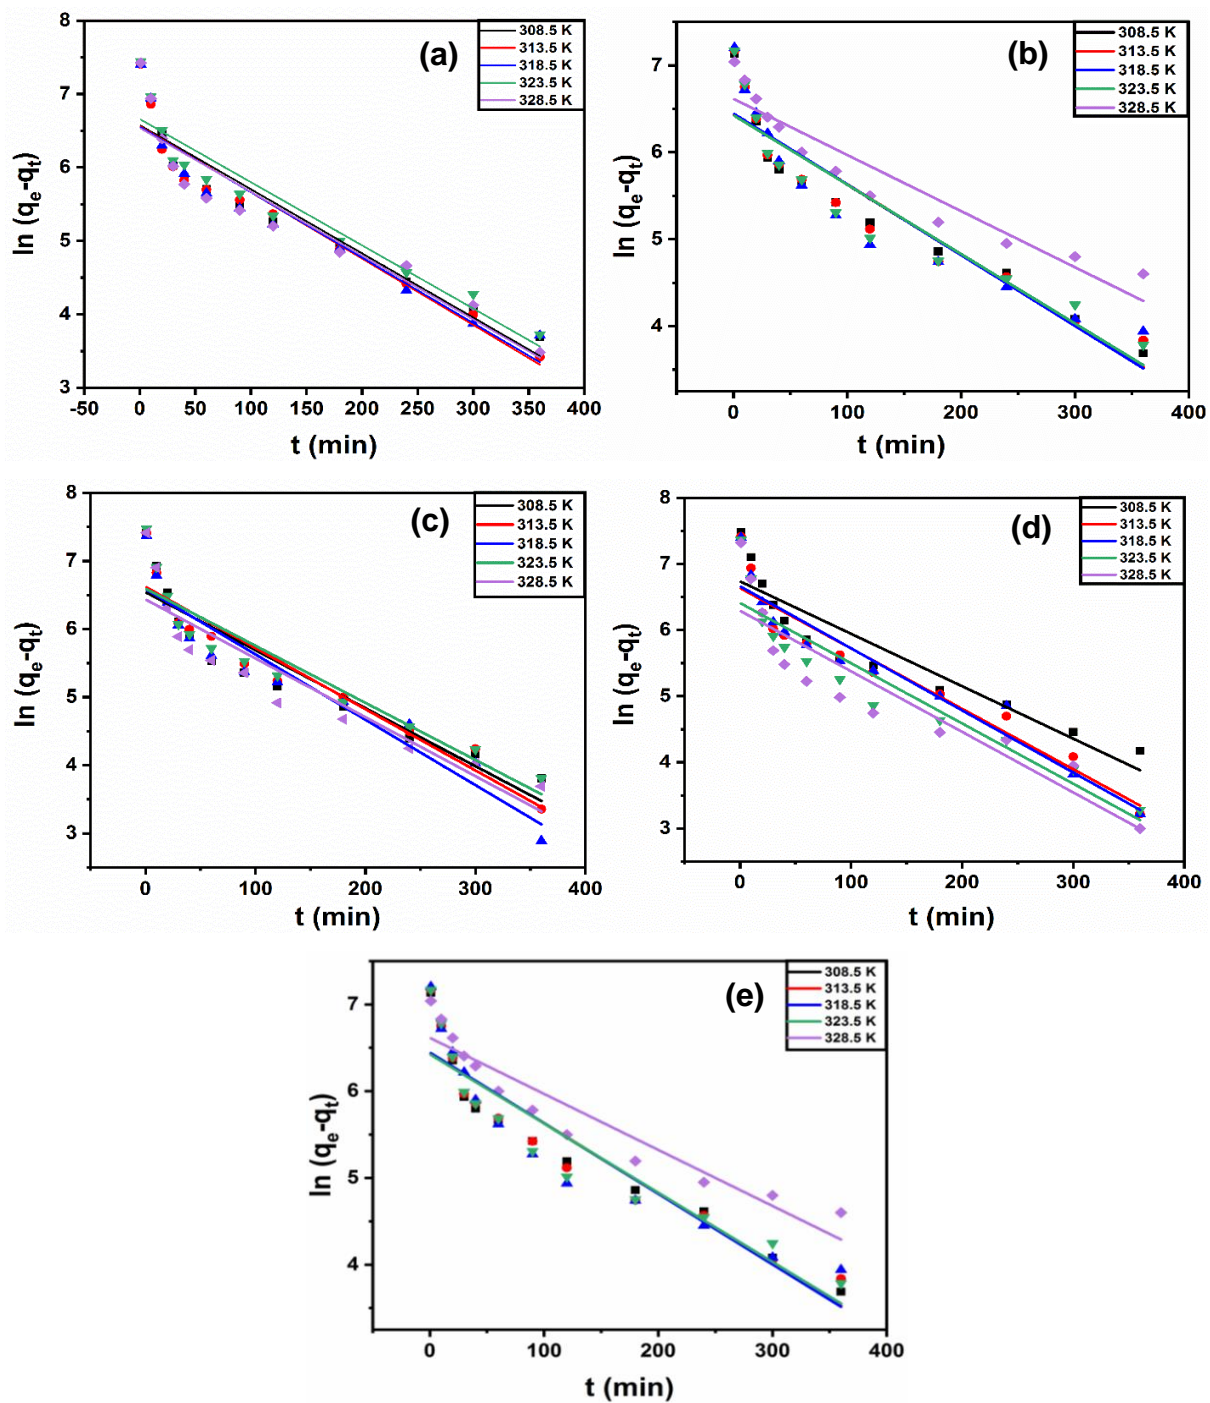 8
7
6
5
4
3
-50
0
50
100
150
200
250
300
350
400
ln (qe-qt)
t (min)
(a)
308.5 K
313.5 K
318.5 K
323.5 K
328.5 K
7
6
5
4
0
100
200
300
400
ln (qe-qt)
t (min)
(b)
308.5 K
313.5 K
318.5 K
323.5 K
328.5 K
8
7
6
5
4
3
0
100
200
300
400
ln (qe-qt)
t (min)
(c)
308.5 K
313.5 K
318.5 K
323.5 K
328.5 K
8
7
6
5
4
3
0
100
200
300
400
ln (qe-qt)
t (min)
(d)
308.5 K
313.5 K
318.5 K
323.5 K
328.5 K
7
6
5
4
0
100
200
300
400
ln (qe-qt)
t (min)
(e)
308.5 K
313.5 K
318.5 K
323.5 K
328.5 K